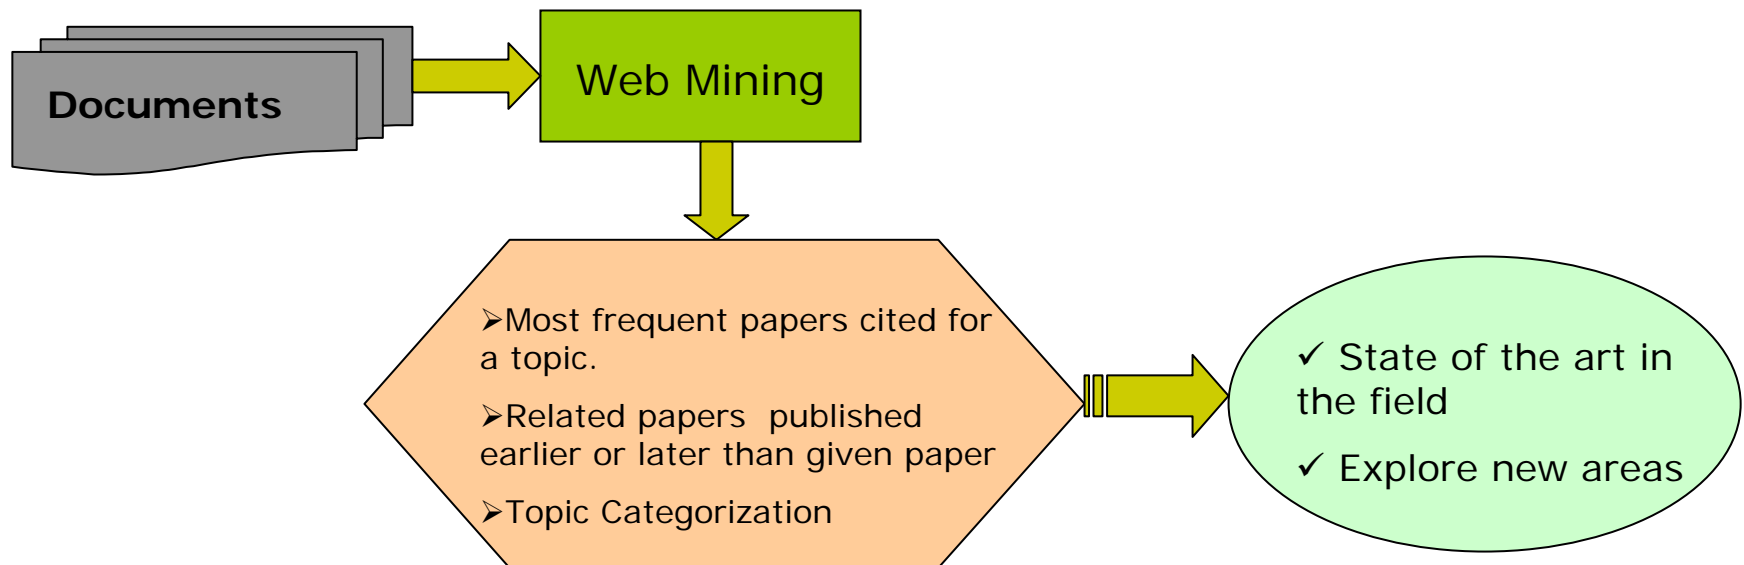 Documents
Web Mining
➢Most frequent papers cited for
a topic.
➢Related papers  published
earlier or later than given paper
➢Topic Categorization
✓ State of the art in
the field
✓ Explore new areas